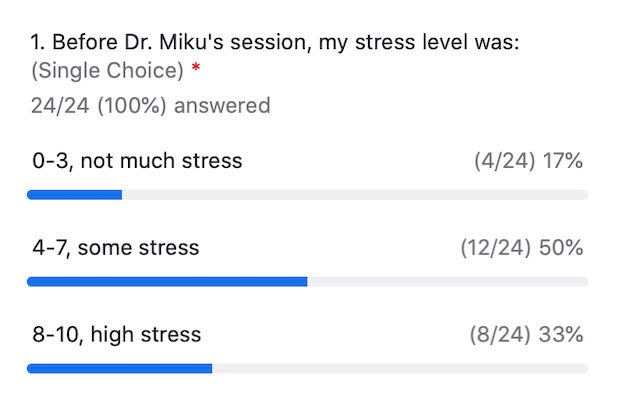 1. Before Dr. Miku's session, my stress level was:
(Single Choice) *
24/24 (100%) answered
0-3, not much stress (4/24) 17%
4-7, some stress (12/24) 50%
8-10, high stress (8/24) 33%